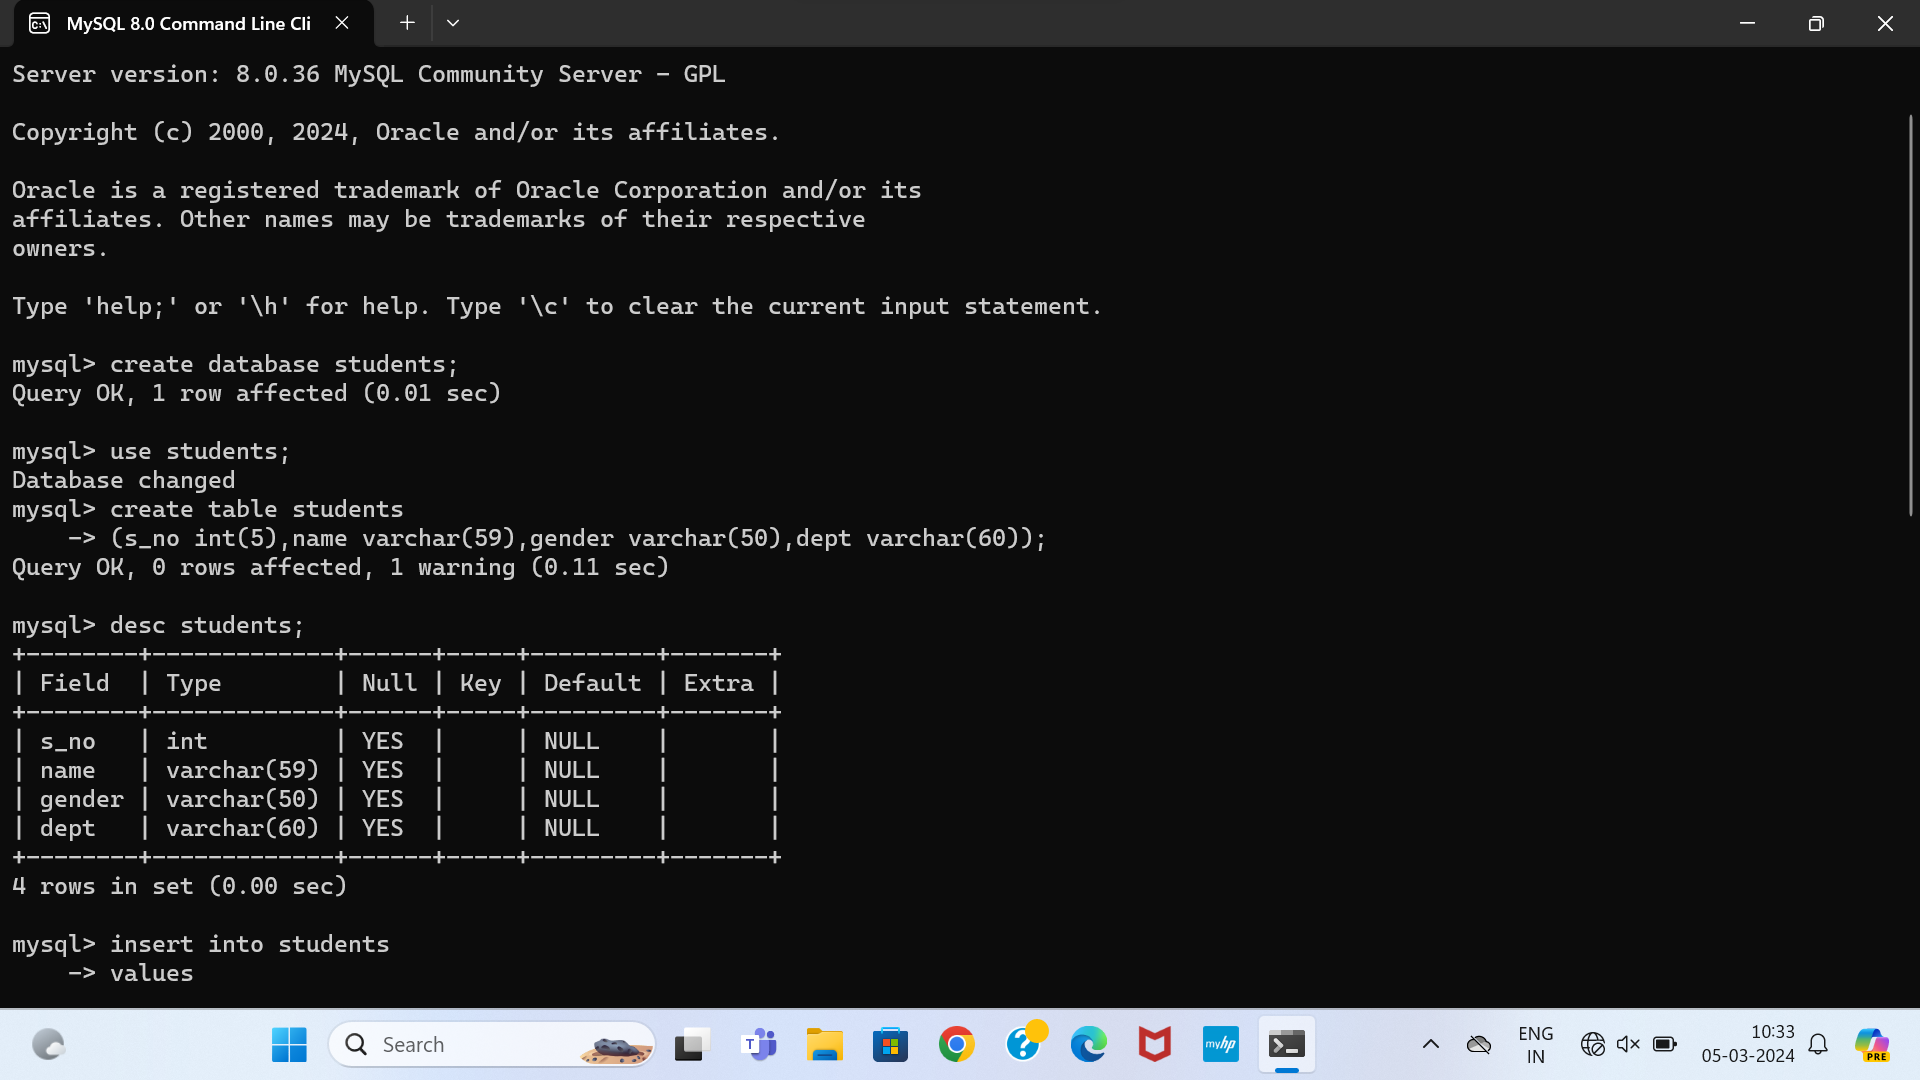 MySQL 8.0 Command Line Cli
Server version: 8.0.36 MySQL Community Server - GPL
Copyright (c) 2000, 2024, Oracle and/or its affiliates.
Oracle is a registered trademark of Oracle Corporation and/or its
affiliates. Other names may be trademarks of their respective
owners.
Type 'help;' or '\h' for help. Type '\c' to clear the current input statement.
mysql> create database students;
Query OK, 1 row affected (0.01 sec)
mysql> use students;
Database changed
mysql> create table students
    -> (s_no int(5),name varchar(59),gender varchar(50),dept varchar(60));
Query OK, 0 rows affected, 1 warning (0.11 sec)
mysql> desc students;
+--------+-------------+------+-----+---------+-------+
| Field  | Type        | Null | Key | Default | Extra |
+--------+-------------+------+-----+---------+-------+
| s_no   | int         | YES  |     | NULL    |       |
| name   | varchar(59) | YES  |     | NULL    |       |
| gender | varchar(50) | YES  |     | NULL    |       |
| dept   | varchar(60) | YES  |     | NULL    |       |
+--------+-------------+------+-----+---------+-------+
4 rows in set (0.00 sec)
mysql> insert into students
    -> values
Search
T
myhp
ENG
IN
10:33
05-03-2024
PRE